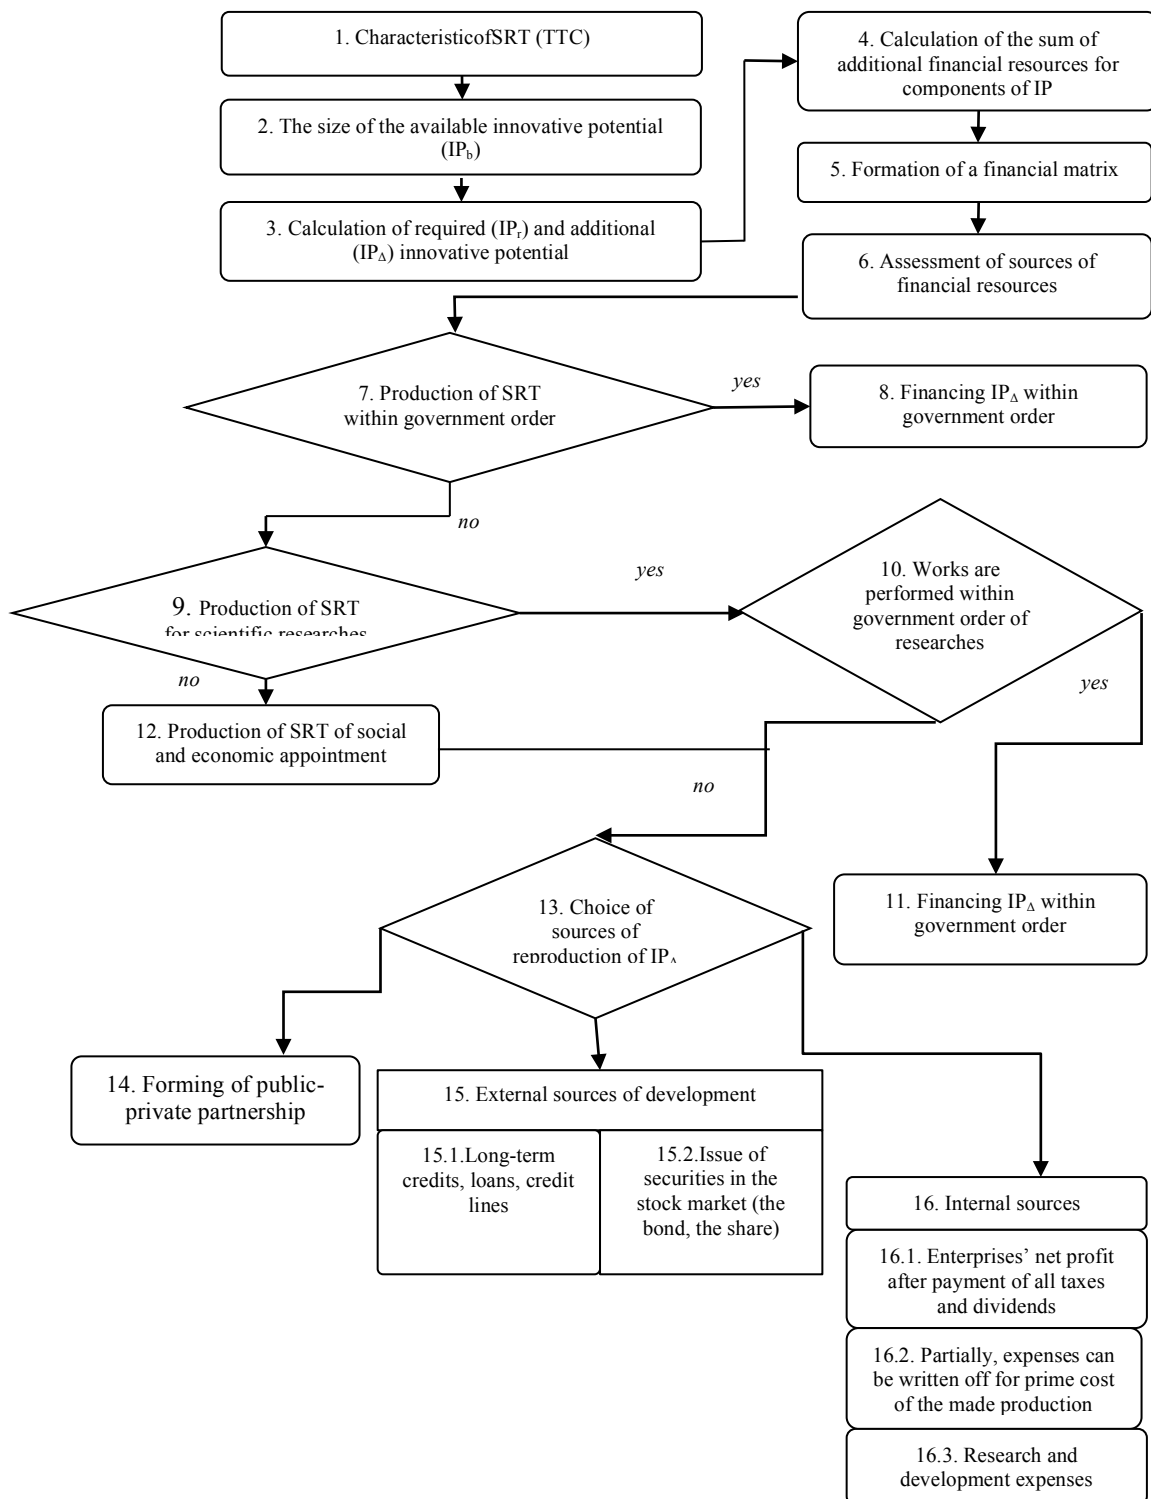 1. CharacteristicofSRT (TTC)
2. The size of the available innovative potential
(IPb)
3. Calculation of required (IPr) and additional
(IPΔ) innovative potential
4. Calculation of the sum of
additional financial resources for
components of IP
5. Formation of a financial matrix
6. Assessment of sources of
financial resources
7. Production of SRT
within government order
yes
8. Financing IPΔ within
government order
no
9. Production of SRT
for scientific researches
yes
10. Works are
performed within
government order of
researches
no
yes
12. Production of SRT of social
and economic appointment
no
11. Financing IPΔ within
government order
13. Choice of
sources of
reproduction of IPΔ
14. Forming of public-
private partnership
15. External sources of development
15.1.Long-term
credits, loans, credit
lines
15.2.Issue of
securities in the
stock market (the
bond, the share)
16. Internal sources
16.1. Enterprises’ net profit
after payment of all taxes
and dividends
16.2. Partially, expenses can
be written off for prime cost
of the made production
16.3. Research and
development expenses